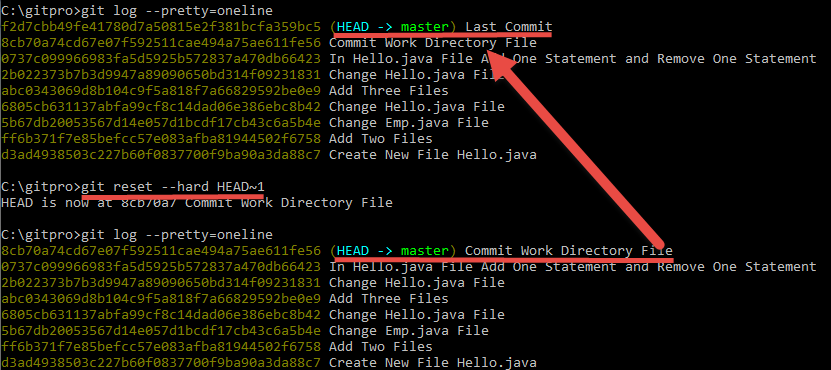 C:\gitpro>git log --pretty=oneline
f2d7cbb49fe41780d7a50815e2f381bcfa359bc5 (HEAD -> master) Last Commit
8cb70a74cd67e07f592511cae494a75ae611fe56 Commit Work Directory File
0737c099966983fa5d5925b572837a470db66423 In Hello.java File Add One Statement and Remove One Statement
2b022373b7b3d9947a89090650bd314f09231831 Change Hello.java File
abc0343069d8b104c9f5a818f7a66829592be0e9 Add Three Files
6805cb631137abfa99cf8c14dad06e386ebc8b42 Change Hello.java File
5b67db20053567d14e057d1bcdf17cb43c6a5b4e Change Emp.java File
ff6b371f7e85befcc57e083afba81944502f6758 Add Two Files
d3ad4938503c227b60f0837700f9ba90a3da88c7 Create New File Hello.java
C:\gitpro>git reset --hard HEAD~1
HEAD is now at 8cb70a7 Commit Work Directory File
C:\gitpro>git log --pretty=oneline
8cb70a74cd67e07f592511cae494a75ae611fe56 (HEAD -> master) Commit Work Directory File
0737c099966983fa5d5925b572837a470db66423 In Hello.java File Add One Statement and Remove One Statement
2b022373b7b3d9947a89090650bd314f09231831 Change Hello.java File
abc0343069d8b104c9f5a818f7a66829592be0e9 Add Three Files
6805cb631137abfa99cf8c14dad06e386ebc8b42 Change Hello.java File
5b67db20053567d14e057d1bcdf17cb43c6a5b4e Change Emp.java File
ff6b371f7e85befcc57e083afba81944502f6758 Add Two Files
d3ad4938503c227b60f0837700f9ba90a3da88c7 Create New File Hello.java